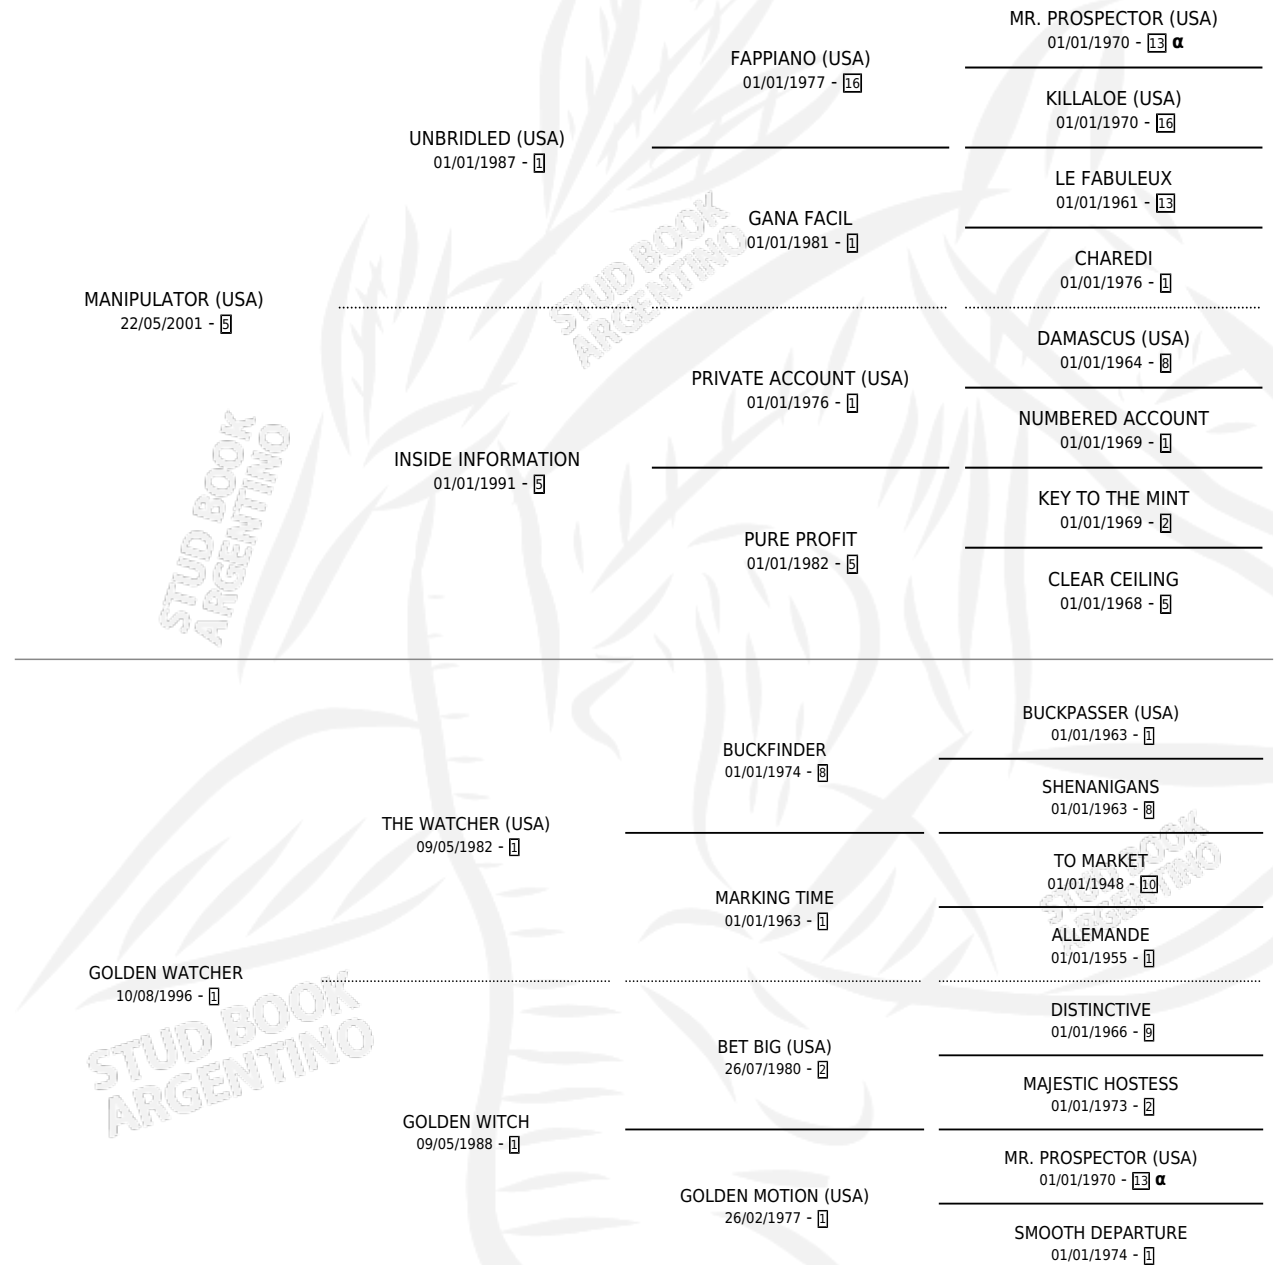 MR. PROSPECTOR (USA)
01/01/1970 - 13 α
FAPPIANO (USA)
01/01/1977 - 16
KILLALOE (USA)
01/01/1970 - 16
UNBRIDLED (USA)
01/01/1987 - 1
LE FABULEUX
01/01/1961 - 13
GANA FACIL
01/01/1981 - 1
CHAREDI
01/01/1976 - 1
MANIPULATOR (USA)
22/05/2001 - 5
DAMASCUS (USA)
01/01/1964 - 8
PRIVATE ACCOUNT (USA)
01/01/1976 - 1
NUMBERED ACCOUNT
01/01/1969 - 1
INSIDE INFORMATION
01/01/1991 - 5
KEY TO THE MINT
01/01/1969 - 2
PURE PROFIT
01/01/1982 - 5
CLEAR CEILING
01/01/1968 - 5
BUCKPASSER (USA)
01/01/1963 - 1
BUCKFINDER
01/01/1974 - 8
SHENANIGANS
01/01/1963 - 8
THE WATCHER (USA)
09/05/1982 - 1
TO MARKET
01/01/1948 - 10
MARKING TIME
01/01/1963 - 1
ALLEMANDE
01/01/1955 - 1
GOLDEN WATCHER
10/08/1996 - 1
DISTINCTIVE
01/01/1966 - 9
BET BIG (USA)
26/07/1980 - 2
MAJESTIC HOSTESS
01/01/1973 - 2
GOLDEN WITCH
09/05/1988 - 1
MR. PROSPECTOR (USA)
01/01/1970 - 13 α
GOLDEN MOTION (USA)
26/02/1977 - 1
SMOOTH DEPARTURE
01/01/1974 - 1
STUD BOOK
ARGENTINO
STUD BOOK
ARGENTINO
STUD BOOK
ARGENTINO
STUD BOOK
ARGENTINO